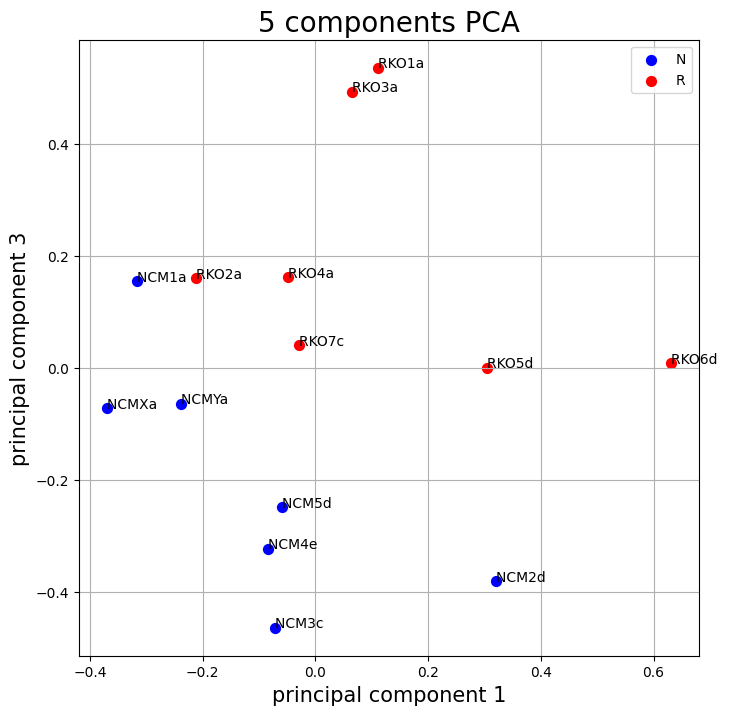 5 components PCA
N
R
RKO1a
RKO3a
0.4
0.2
NCM1a
RKO2a
RKO4a
RKO7c
0.0
RKO5d
RKO6d
NCMXa
NCMYa
−0.2
NCM5d
NCM4e
−0.4
NCM2d
NCM3c
principal component 3
−0.4
−0.2
0.0
0.2
0.4
0.6
principal component 1